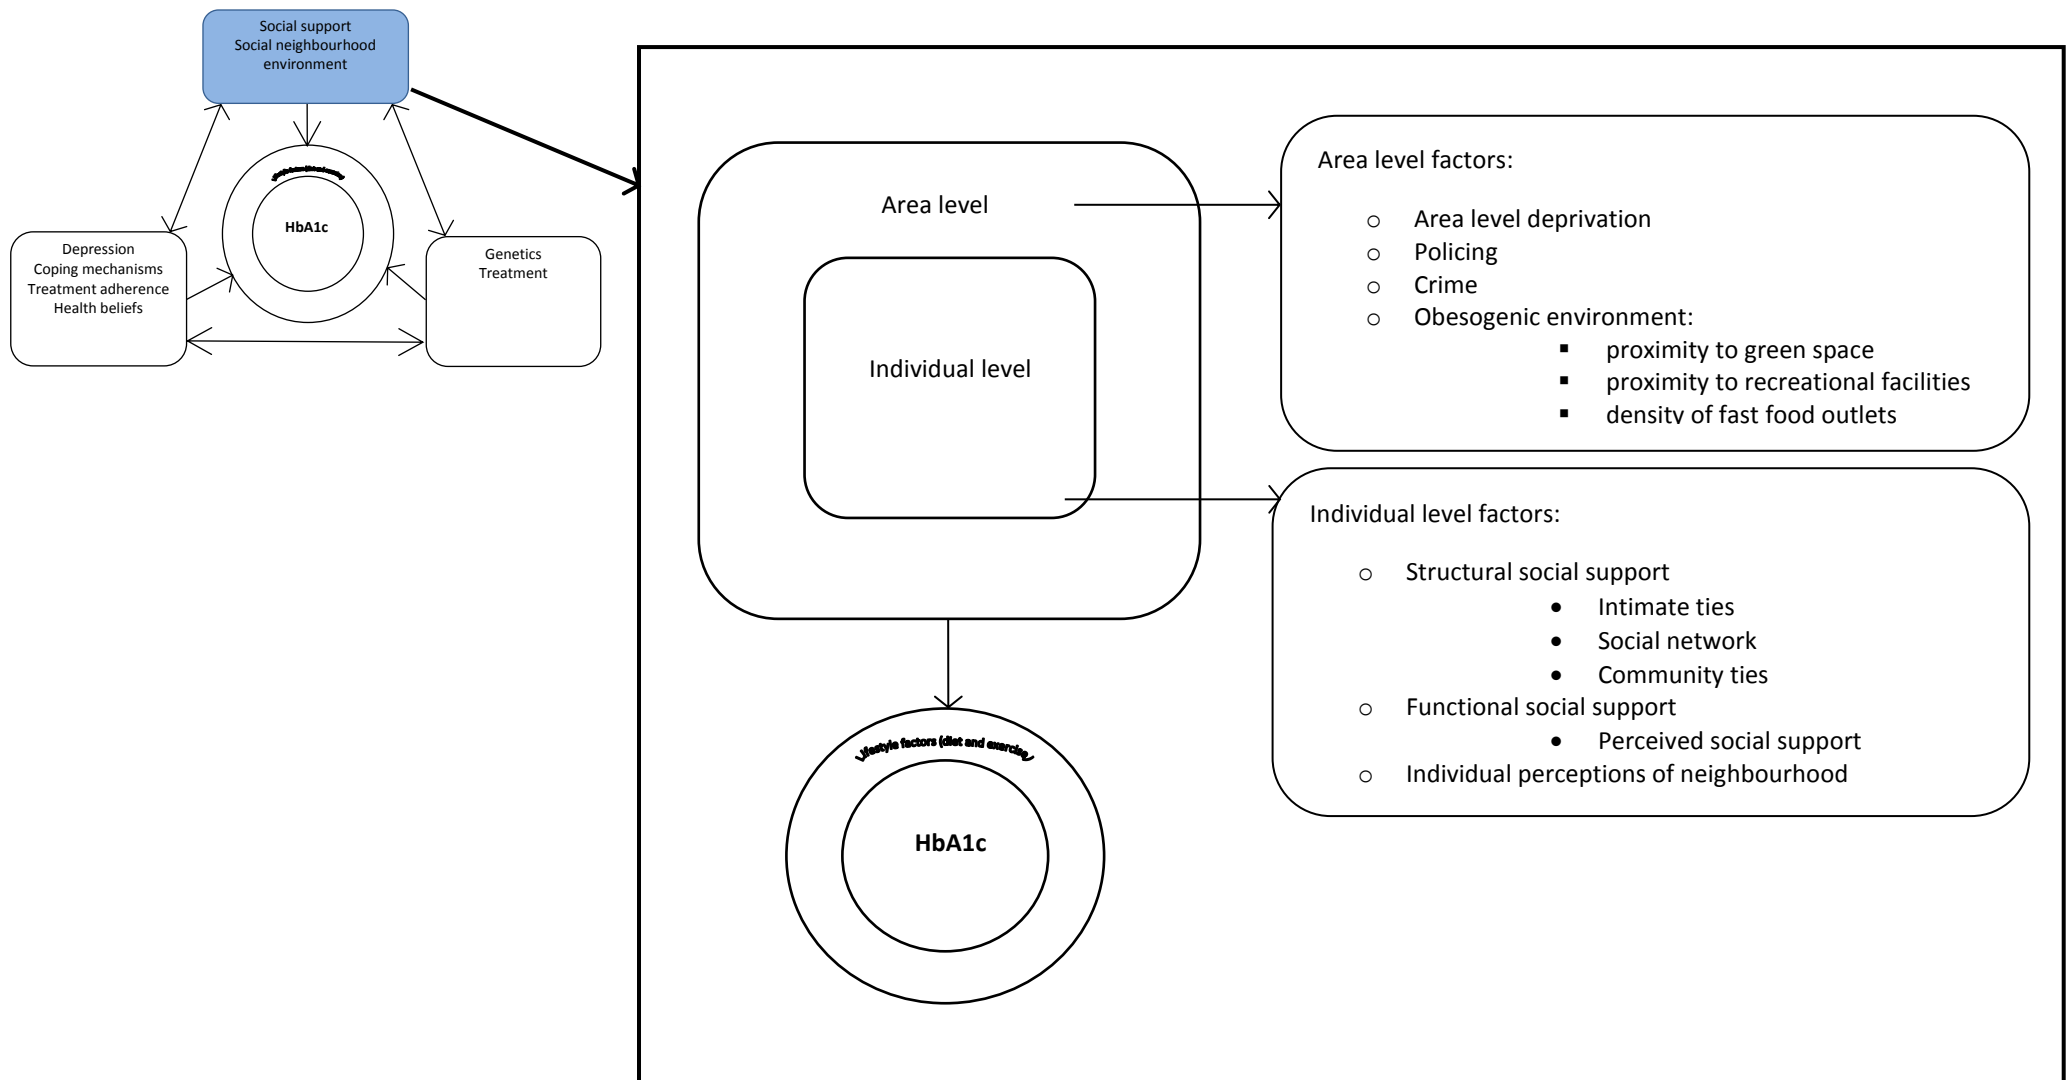 Social support
Social neighbourhood
environment
HbA1c
Depression
Coping mechanisms
Treatment adherence
Health beliefs
Genetics
Treatment
Area level
Individual level
Area level factors:
○ Area level deprivation
○ Policing
○ Crime
○ Obesogenic environment:
▪ proximity to green space
▪ proximity to recreational facilities
▪ density of fast food outlets
Individual level factors:
○ Structural social support
• Intimate ties
• Social network
• Community ties
○ Functional social support
• Perceived social support
○ Individual perceptions of neighbourhood
Lifestyle factors (diet and exercise)
HbA1c